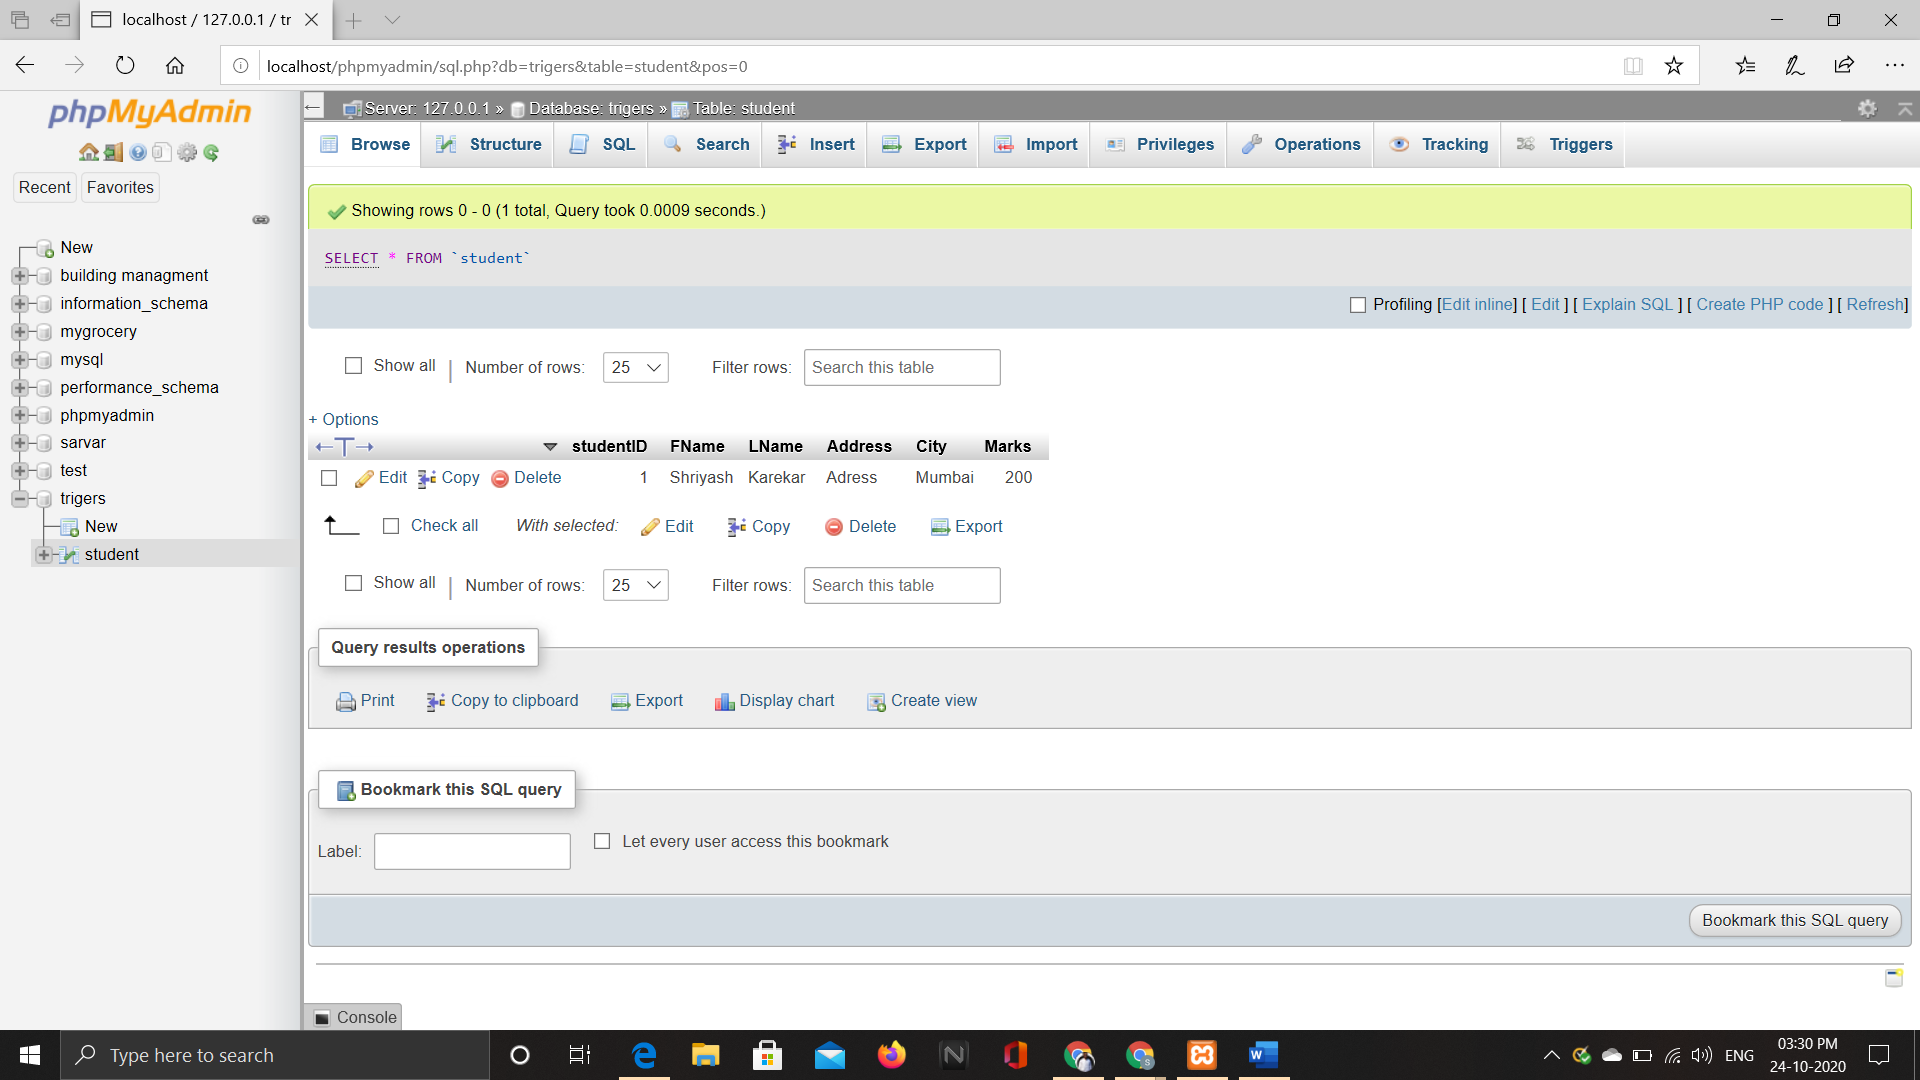 localhost / 127.0.0.1 / tr
localhost/phpmyadmin/sql.php?db=trigers&table=student&pos=0
phpMyAdmin
Recent Favorites
New
building managment
information_schema
mygrocery
mysql
performance_schema
phpmyadmin
sarvar
test
trigers
New
student
Server: 127.0.0.1 » Database: trigers » Table: student
Browse Structure SQL Search Insert Export Import Privileges Operations Tracking Triggers
Showing rows 0 - 0 (1 total, Query took 0.0009 seconds.)
SELECT * FROM `student`
Profiling [Edit inline] [ Edit ] [ Explain SQL ] [ Create PHP code ] [ Refresh]
Show all | Number of rows: 25 Filter rows: Search this table
+ Options
studentID FName LName Address City Marks
Edit Copy Delete 1 Shriyash Karekar Adress Mumbai 200
Check all With selected: Edit Copy Delete Export
Show all | Number of rows: 25 Filter rows: Search this table
Query results operations
Print Copy to clipboard Export Display chart Create view
Bookmark this SQL query
Label: Let every user access this bookmark
Bookmark this SQL query
Console
Type here to search
ENG
03:30 PM
24-10-2020